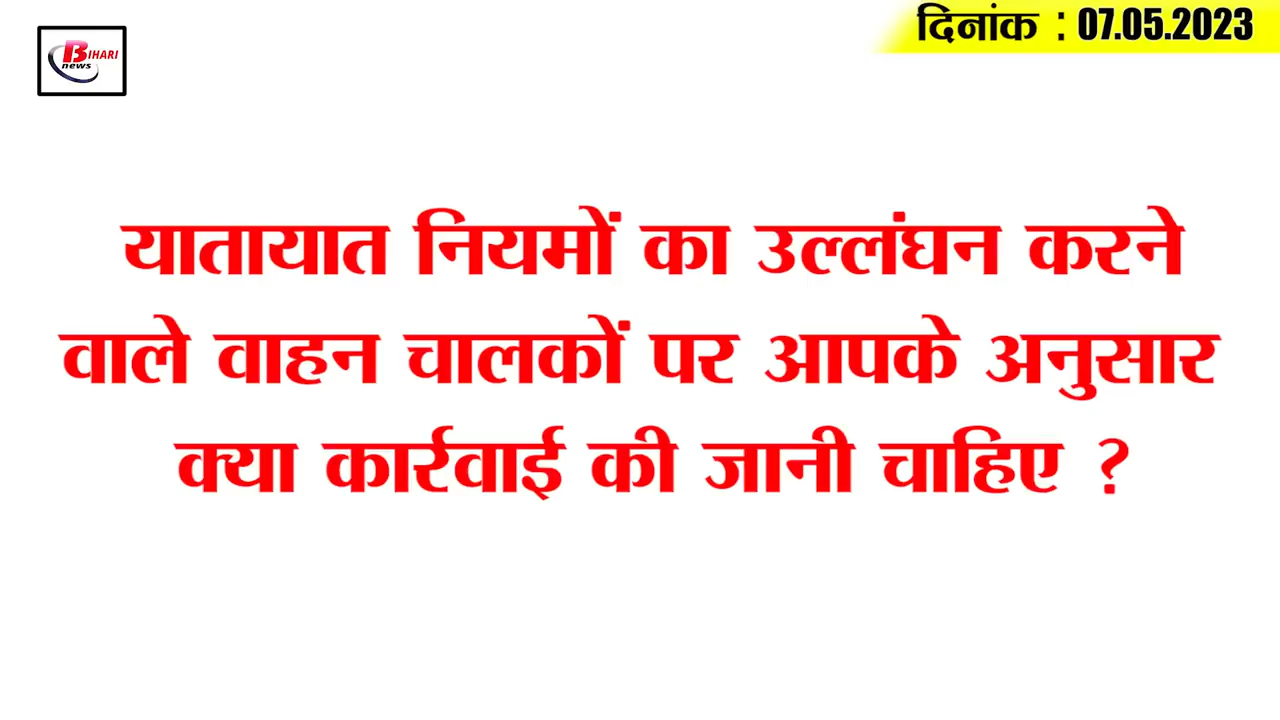 BIHARI
news
दिनांक : 07.05.2023
यातायात नियमों का उल्लंघन करने
वाले वाहन चालकों पर आपके अनुसार
क्या कार्रवाई की जानी चाहिए ?